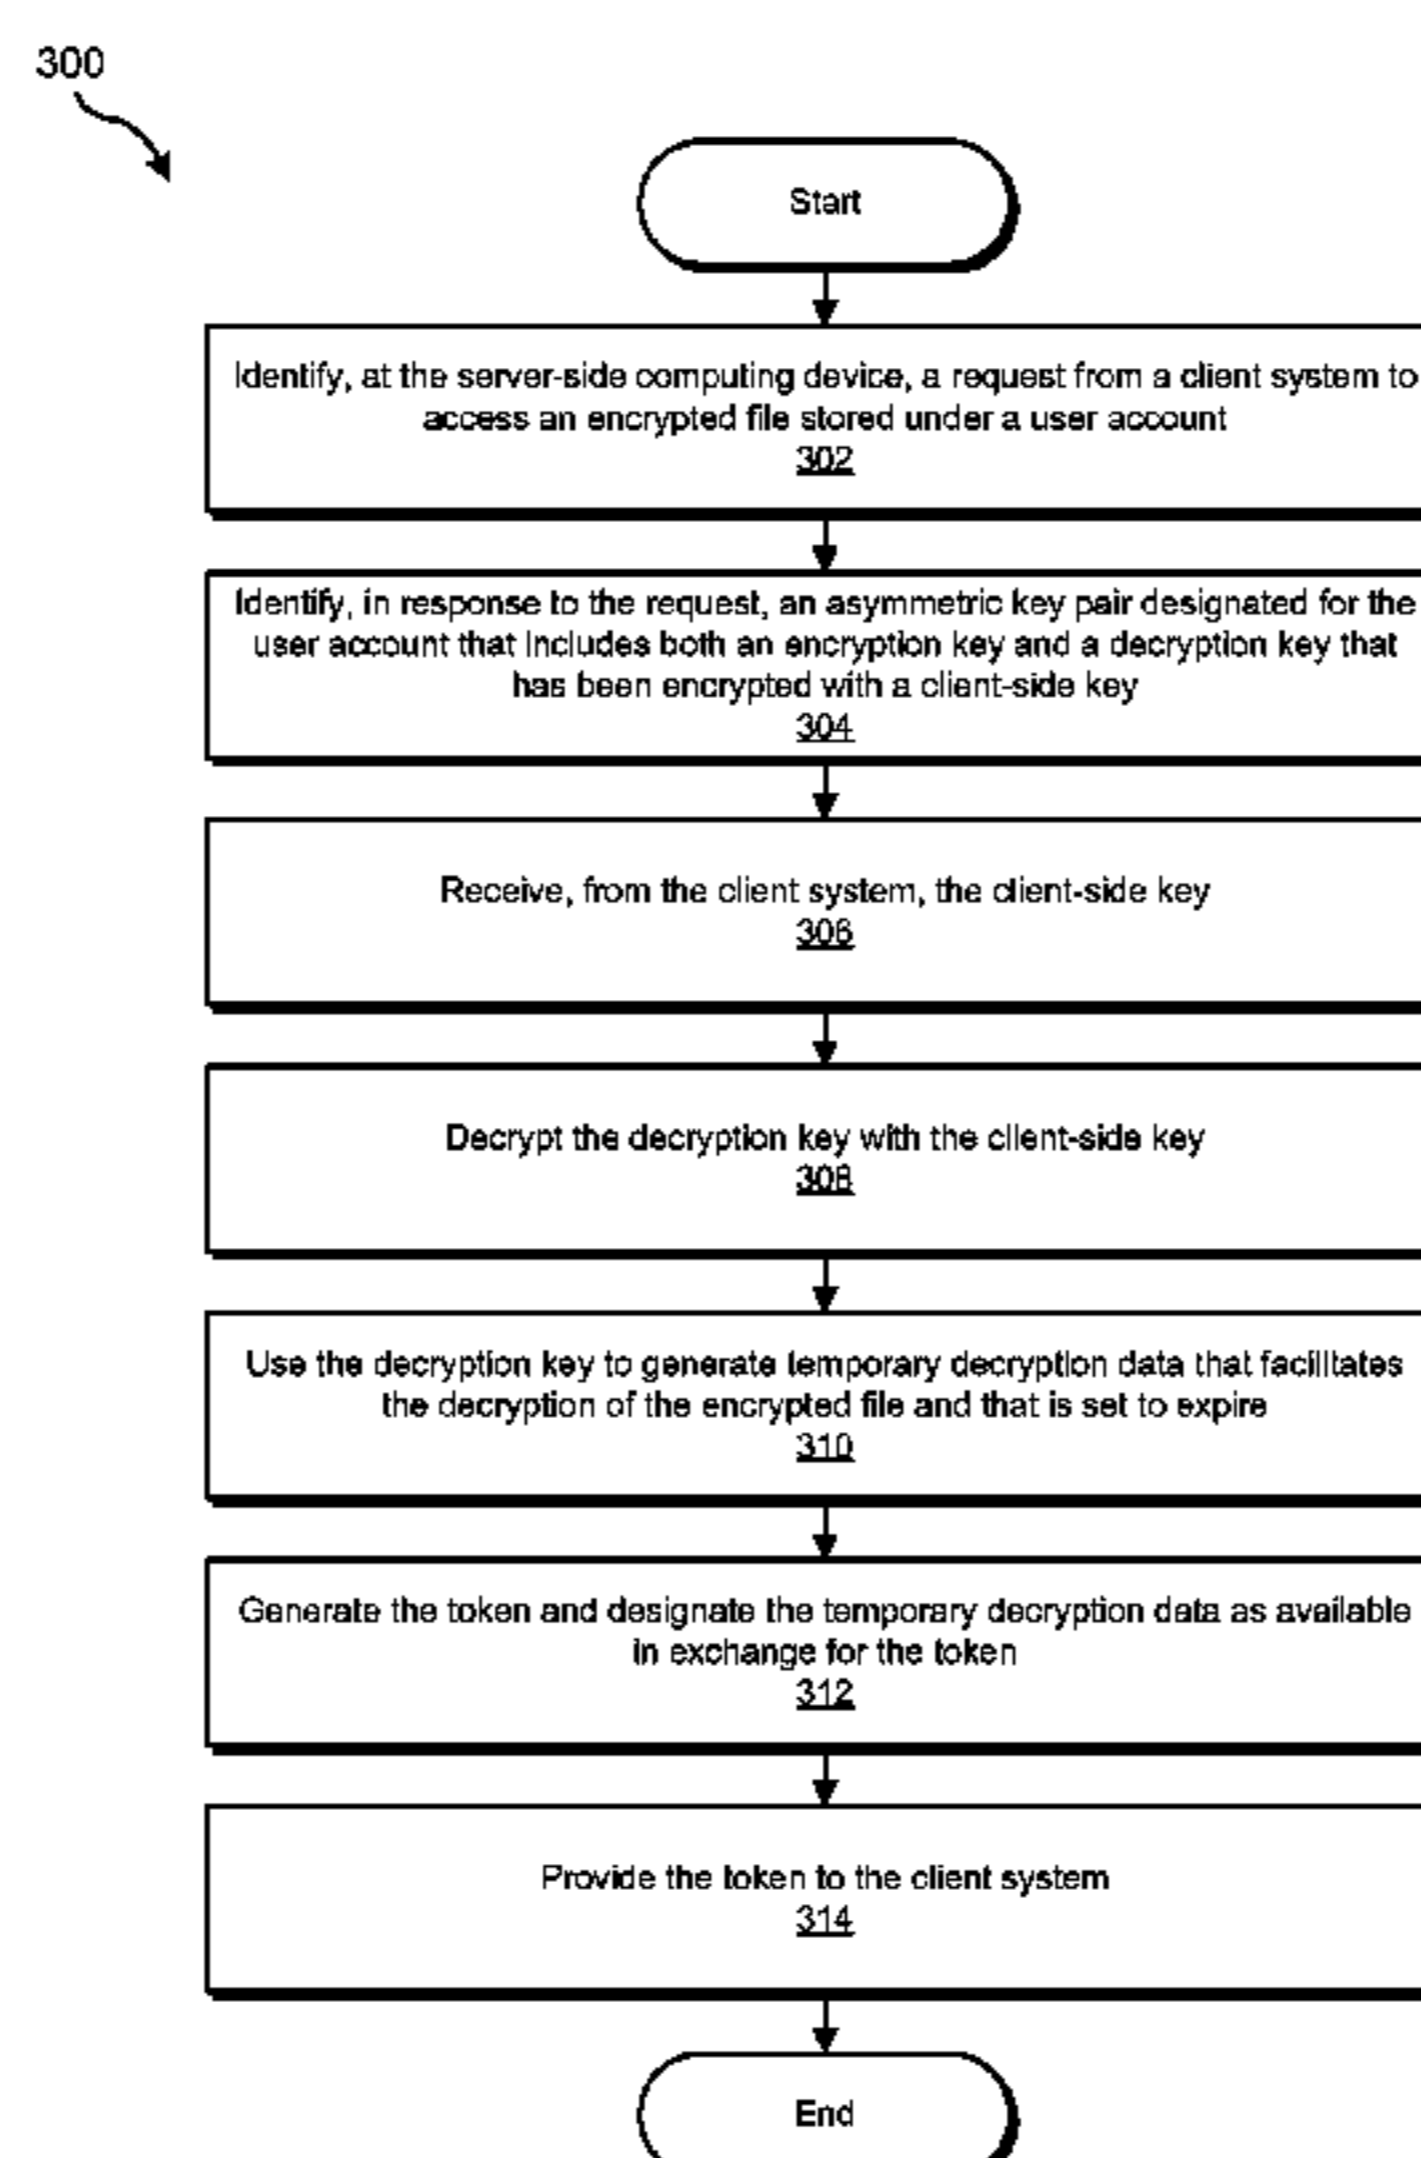 300
Start
Identify, at the server-side computing device, a request from a client system to
access an encrypted file stored under a user account
302
Identify, in response to the request, an asymmetric key pair designated for the
user account that includes both an encryption key and a decryption key that
has been encrypted with a client-side key
304
Receive, from the client system, the client-side key
306
Decrypt the decryption key with the client-side key
308
Use the decryption key to generate temporary decryption data that facilitates
the decryption of the encrypted file and that is set to expire
310
Generate the token and designate the temporary decryption data as available
in exchange for the token
312
Provide the token to the client system
314
End